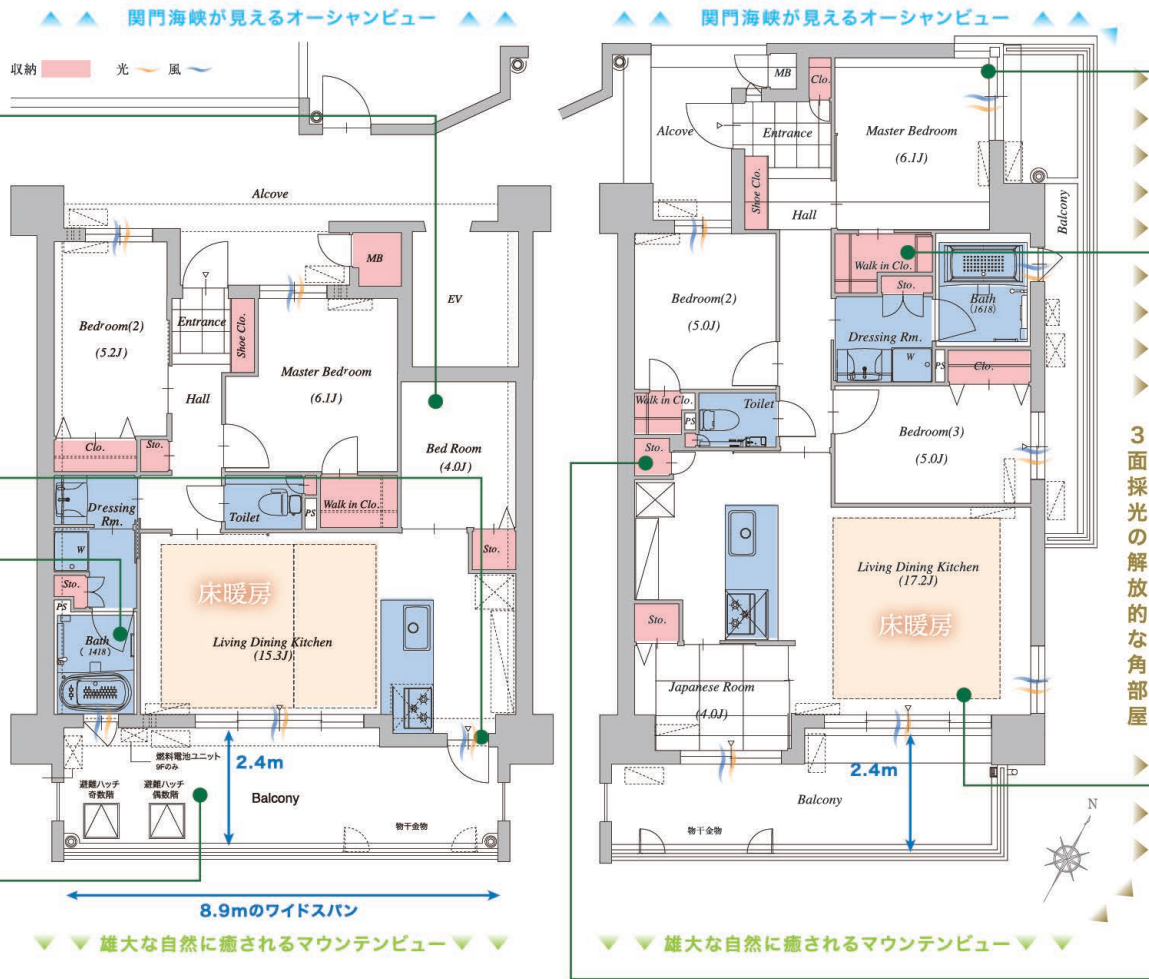 関門海峡が見えるオーシャンビュー
収納
光
風
Alcove
MB
EV
Bedroom(2)
(5.2J)
Entrance
Shoe Clo.
Master Bedroom
(6.1J)
Hall
Clo.
Sto.
Bed Room
(4.0J)
Dressing
Rm.
Toilet
PS
Walk in Clo.
W
Sto.
Sto.
PS
床暖房
Bath
(1418)
Living Dining Kitchen
(15.3J)
燃料電池ユニット
9Fのみ
2.4m
避難ハッチ
奇数階
避難ハッチ
偶数階
Balcony
物干金物
8.9mのワイドスパン
雄大な自然に癒されるマウンテンビュー
関門海峡が見えるオーシャンビュー
MB
Clo.
Alcove
Entrance
Master Bedroom
(6.1J)
Shoe Clo.
Hall
Balcony
Walk in Clo.
Sto.
Bath
(1618)
Bedroom(2)
(5.0J)
Dressing Rm.
W
PS
Clo.
Walk in Clo.
PS
Toilet
Sto.
Bedroom(3)
(5.0J)
Living Dining Kitchen
(17.2J)
床暖房
Sto.
Japanese Room
(4.0J)
2.4m
Balcony
物干金物
N
3面採光の解放的な角部屋
雄大な自然に癒されるマウンテンビュー